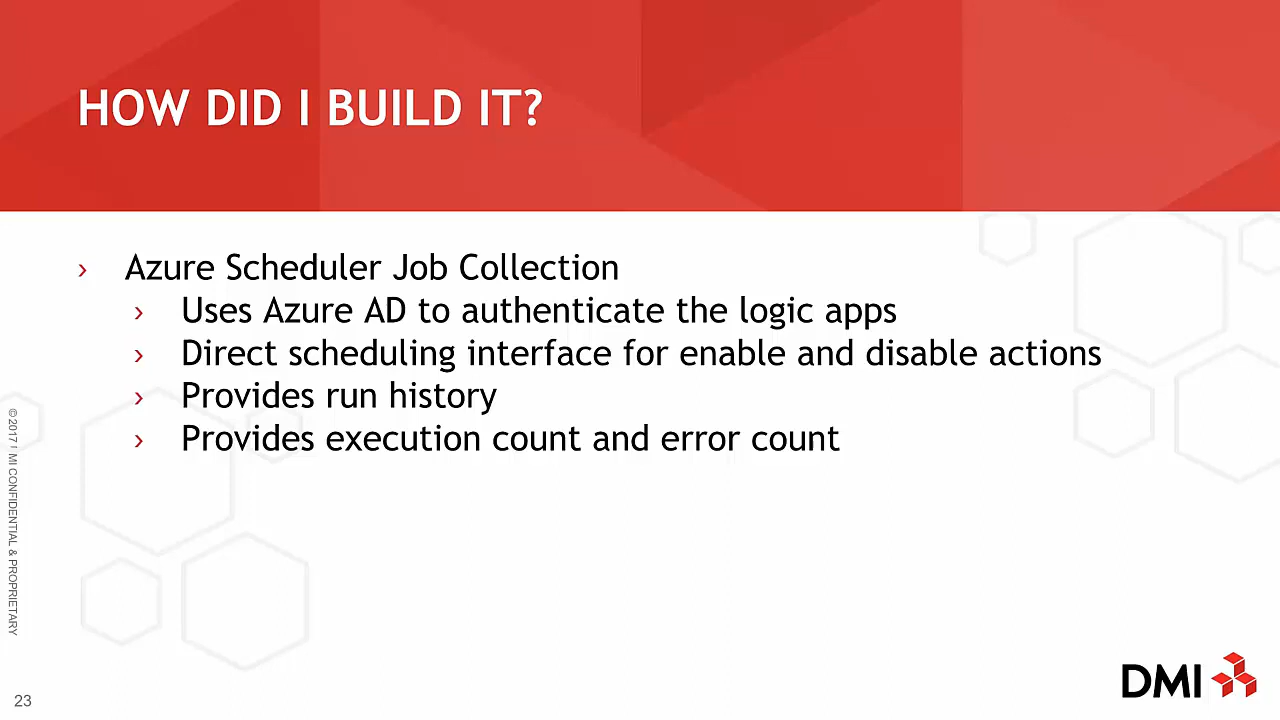 HOW DID I BUILD IT?
› Azure Scheduler Job Collection
› Uses Azure AD to authenticate the logic apps
› Direct scheduling interface for enable and disable actions
› Provides run history
› Provides execution count and error count
©2017 MI CONFIDENTIAL & PROPRIETARY
23
DMI